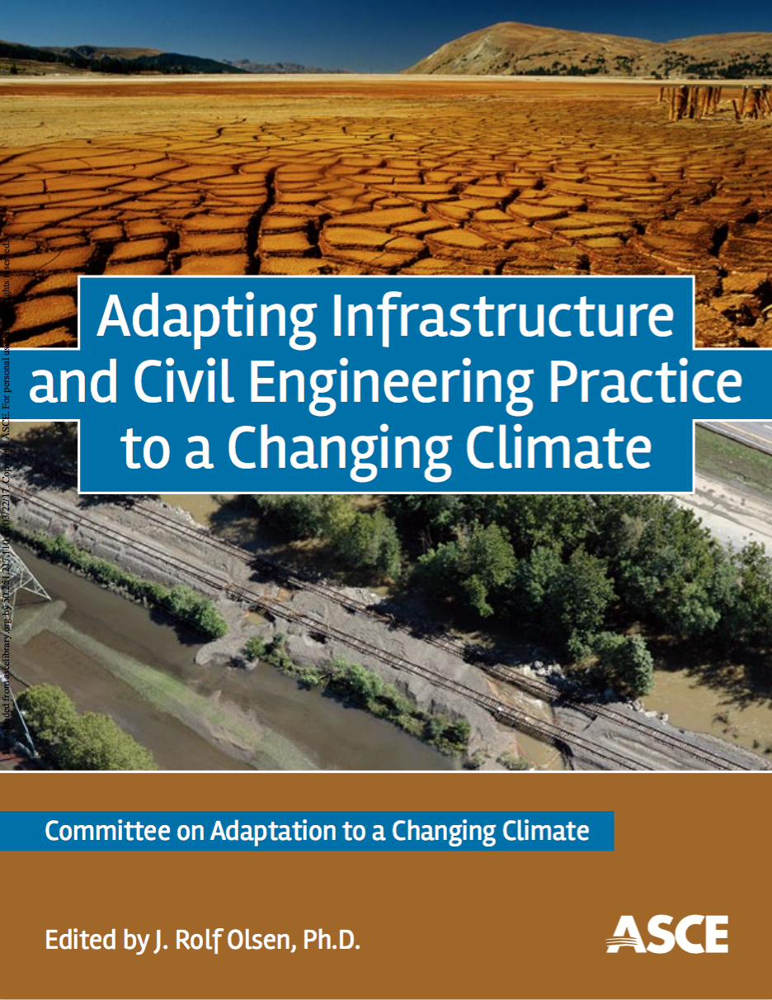 Adapting Infrastructure
and Civil Engineering Practice
to a Changing Climate
Committee on Adaptation to a Changing Climate
Edited by J. Rolf Olsen, Ph.D.
ASCE
Downloaded from ascelibrary.org by 50.251.217.110 on 03/22/17. Copyright ASCE. For personal use rights reserved.